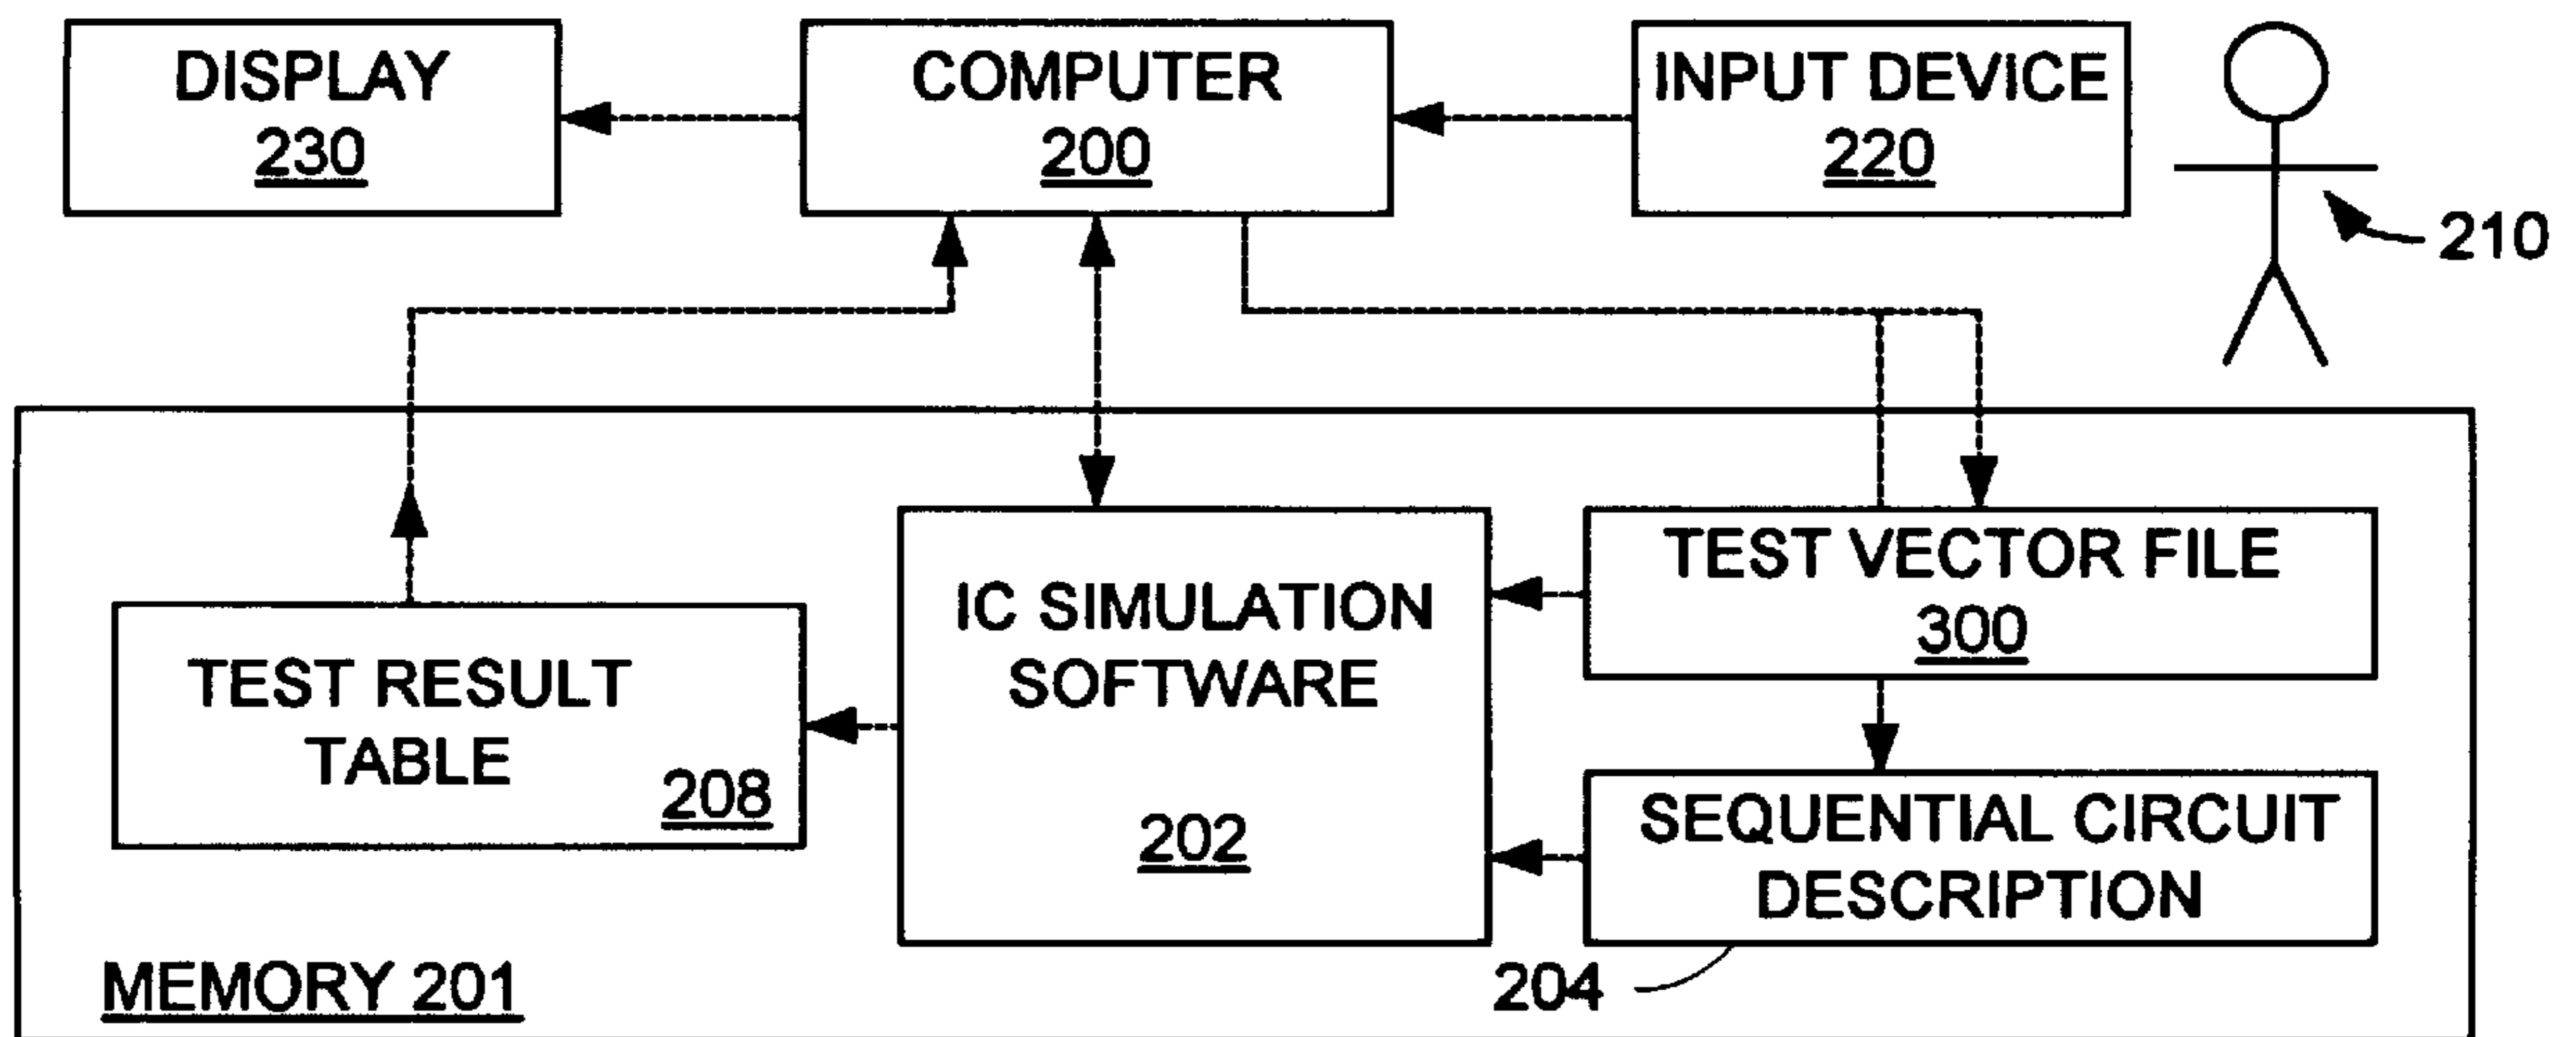 DISPLAY
230
COMPUTER
200
INPUT DEVICE
220
210
TEST RESULT
TABLE
208
IC SIMULATION
SOFTWARE
202
TEST VECTOR FILE
300
SEQUENTIAL CIRCUIT
DESCRIPTION
204
MEMORY 201